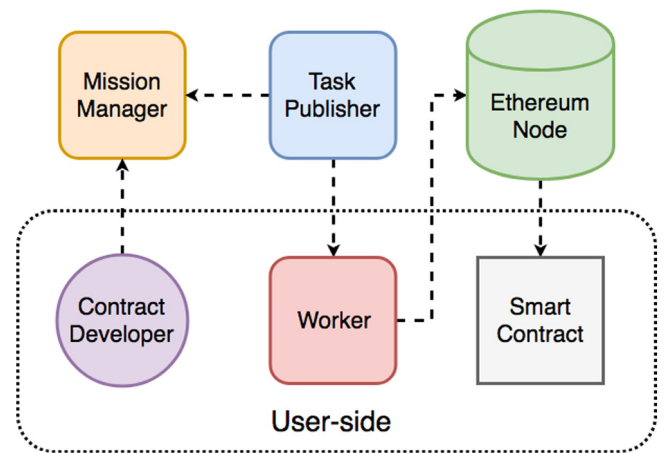 Mission
Manager
Task
Publisher
Ethereum
Node
Contract
Developer
Worker
Smart
Contract
User-side